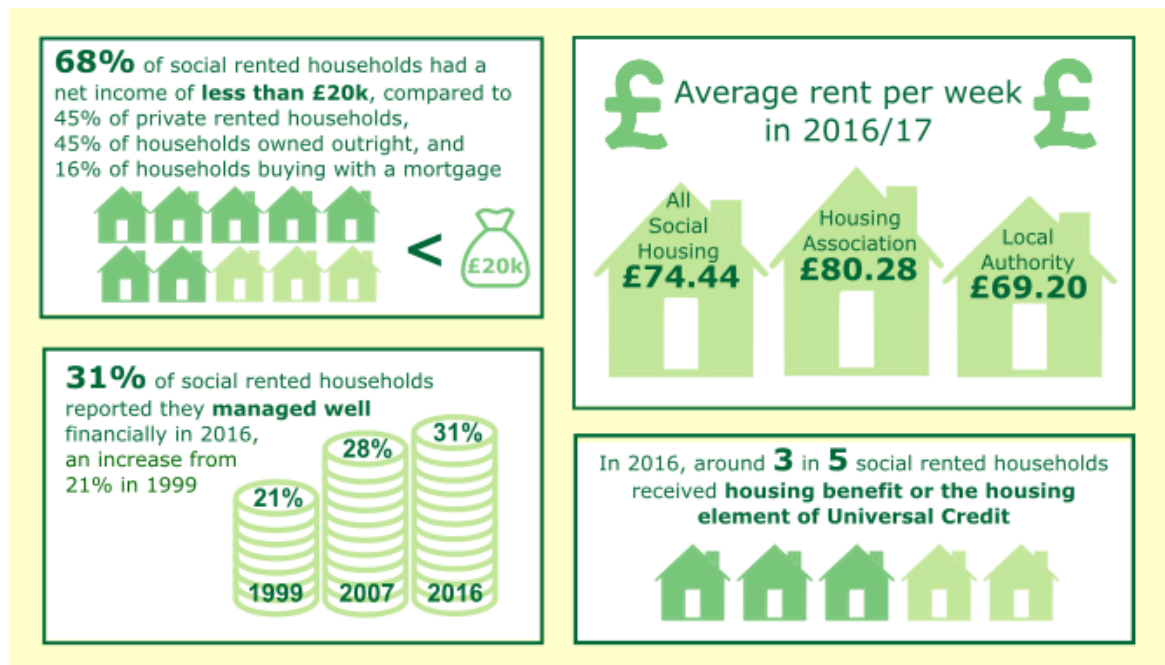 68% of social rented households had a
net income of less than £20k, compared to
45% of private rented households,
45% of households owned outright, and
16% of households buying with a mortgage
<
£20k
££
Average rent per week
in 2016/17
All
Social
Housing
£74.44
Housing
Association
£80.28
Local
Authority
£69.20
31% of social rented households
reported they managed well
financially in 2016,
an increase from
21% in 1999
21%
28%
31%
1999
2007
2016
In 2016, around 3 in 5 social rented households
received housing benefit or the housing
element of Universal Credit